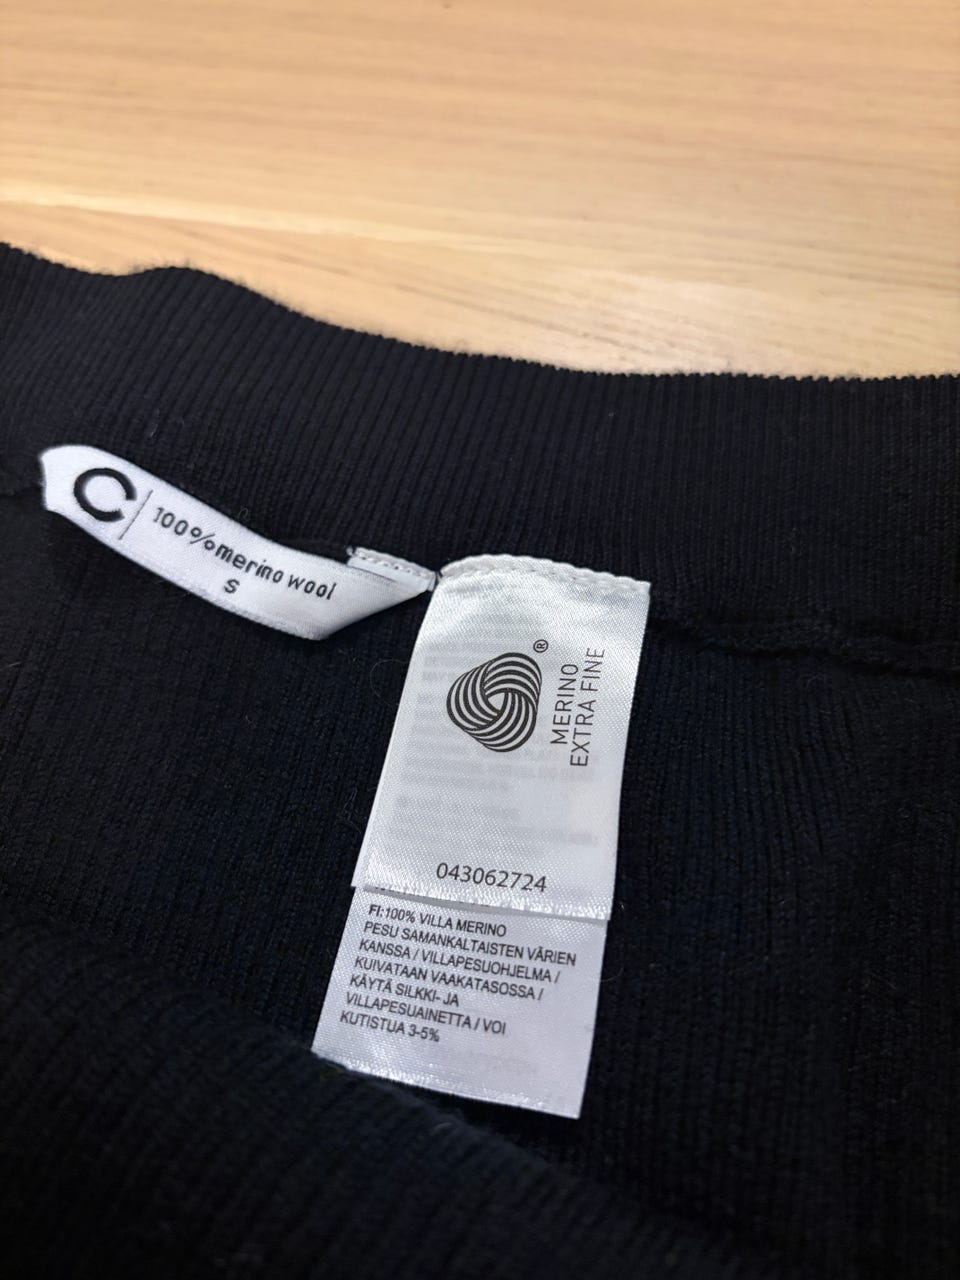 C
100% merino wool
S
®
MERINO
EXTRA FINE
043062724
FI: 100% VILLA MERINO
PESU SAMANKALTAISTEN VÄRIEN
KANSSA / VILLAPESUOHJELMA /
KUIVATAAN VAAKATASOSSA /
KÄYTÄ SILKKI- JA
VILLAPESUAINETTA / VOI
KUTISTUA 3-5%